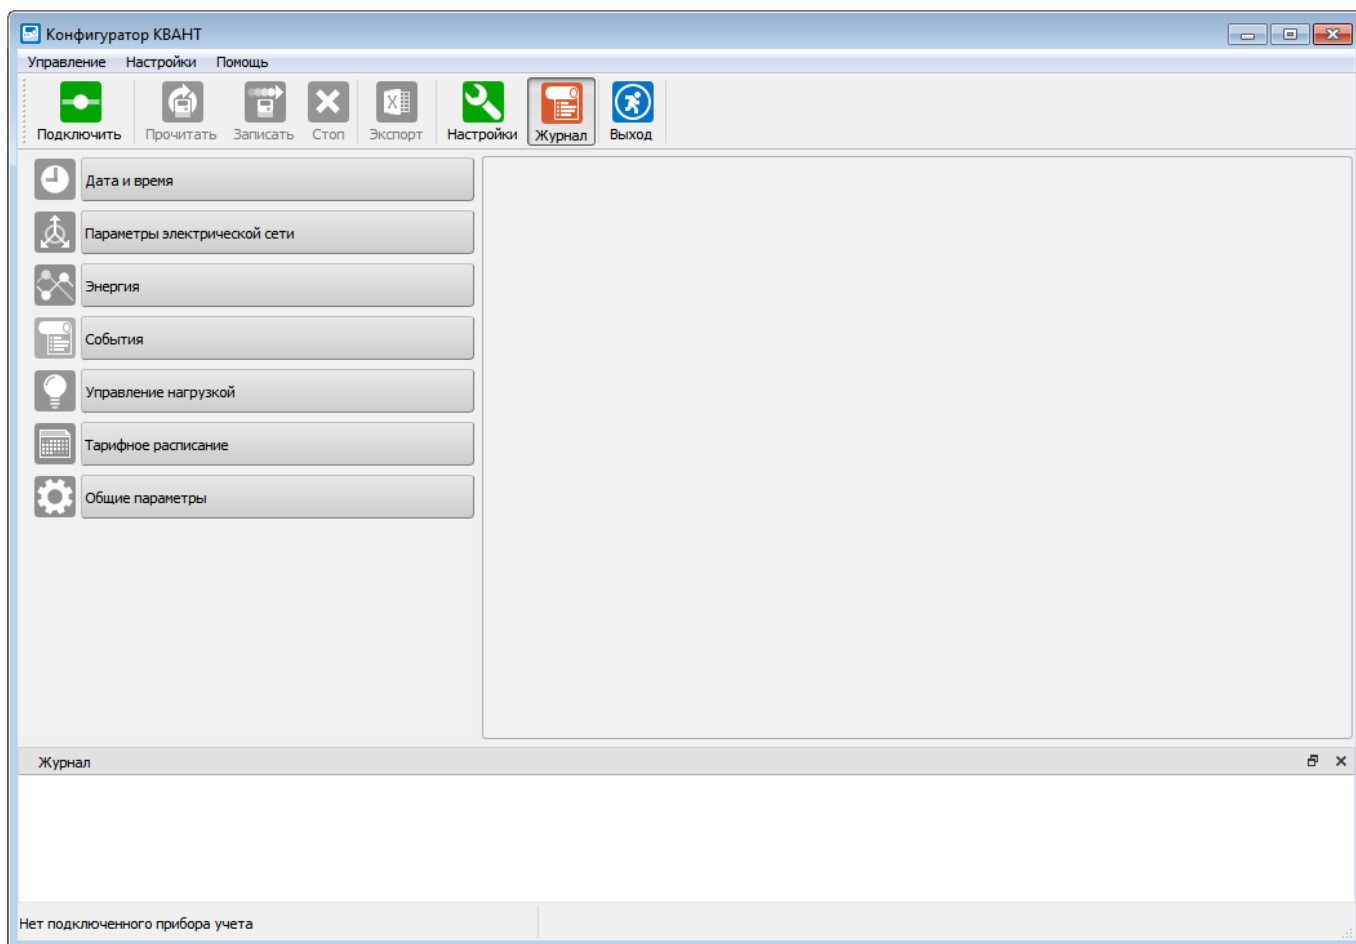 Конфигуратор КВАНТ
Управление Настройки Помощь
Подключить Прочитать Записать Стоп Экспорт Настройки Журнал Выход
Дата и время
Параметры электрической сети
Энергия
События
Управление нагрузкой
Тарифное расписание
Общие параметры
Журнал
Нет подключенного прибора учета